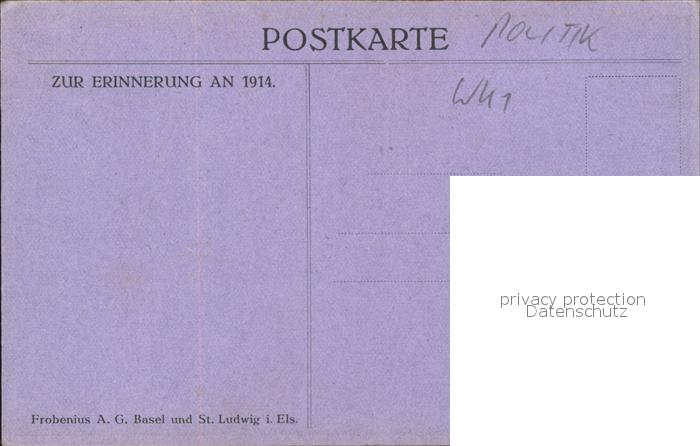 POSTKARTE
POLITIK
ZUR ERINNERUNG AN 1914.
WK1
privacy protection
Datenschutz
Frobenius A. G. Basel und St. Ludwig i. Els.